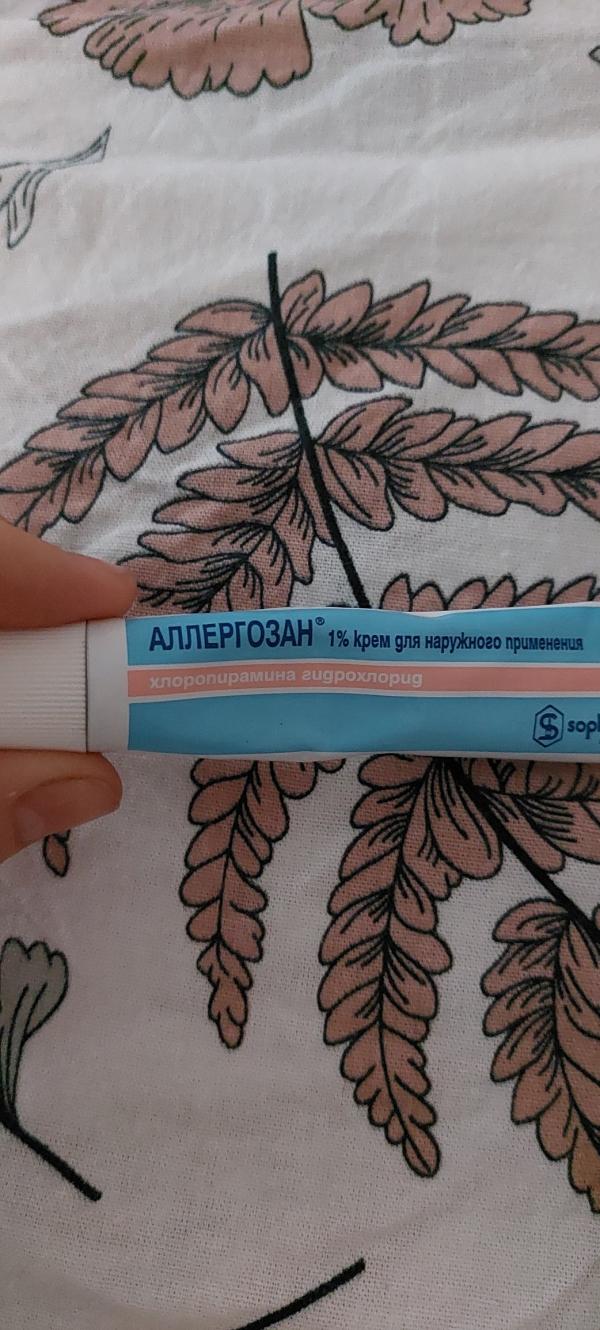 АЛЛЕРГОЗАН® 1% крем для наружного применения
хлоропирамина гидрохлорид